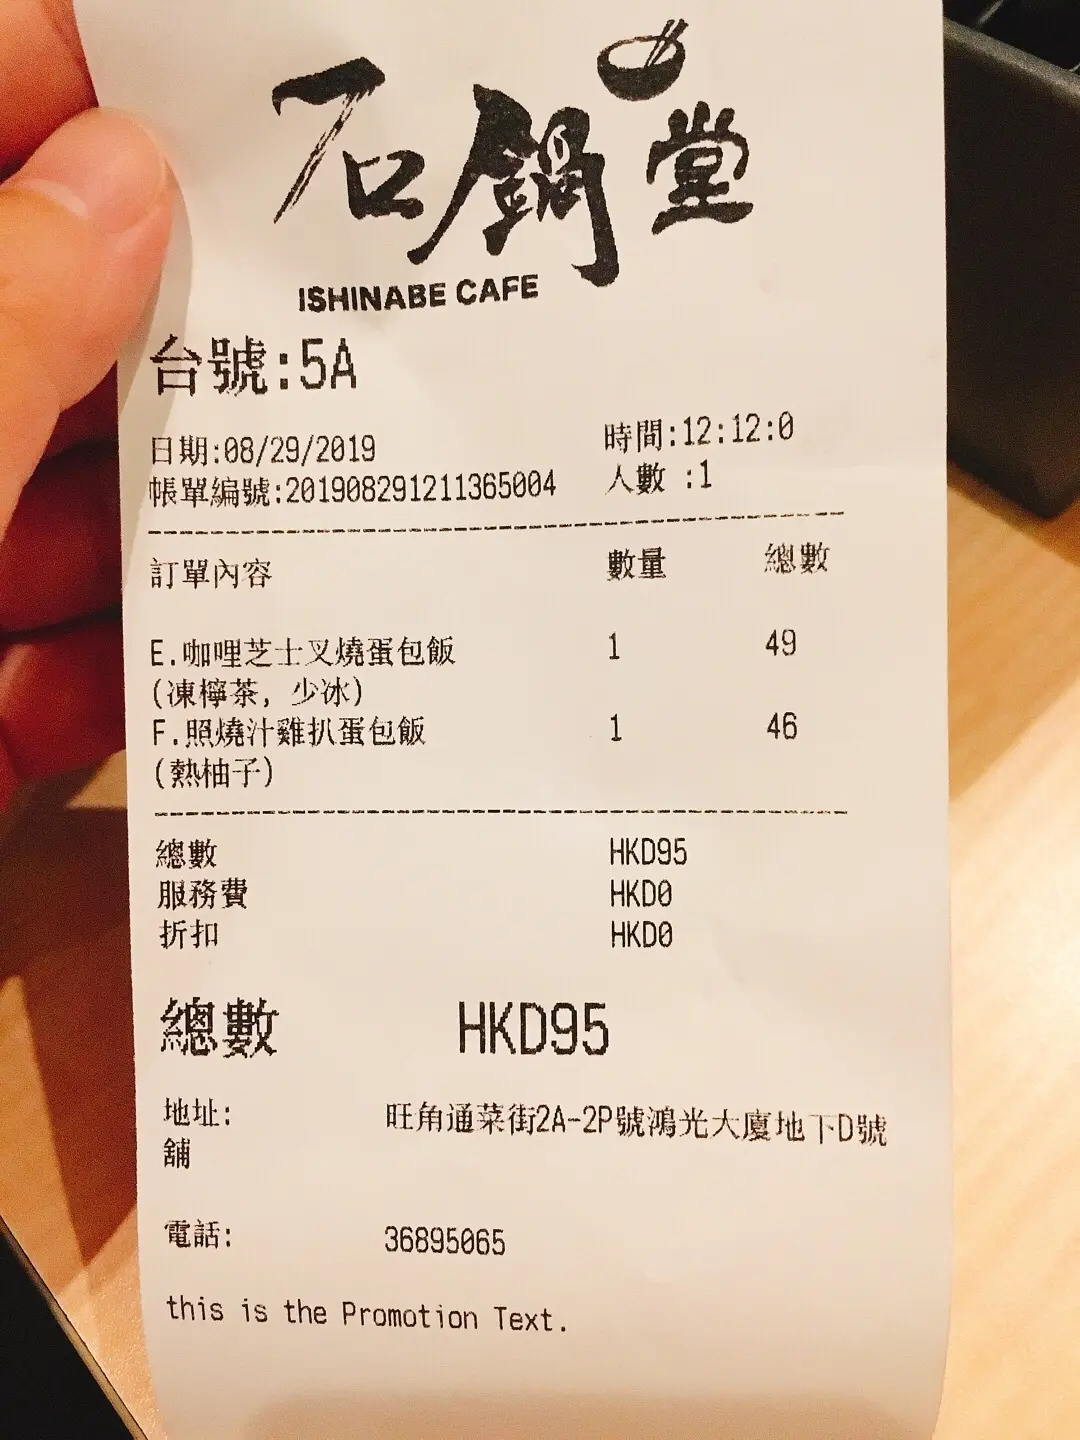 石鍋堂
ISHINABE CAFE
台號:5A
日期:08/29/2019 時間:12:12:0
帳單編號:201908291211365004 人數 :1
訂單內容 數量 總數
E.咖哩芝士叉燒蛋包飯 1 49
(凍檸茶, 少冰)
F.照燒汁雞扒蛋包飯 1 46
(熱柚子)
總數 HKD95
服務費 HKD0
折扣 HKD0
總數 HKD95
地址: 旺角通菜街2A-2P號鴻光大廈地下D號
舖
電話: 36895065
this is the Promotion Text.